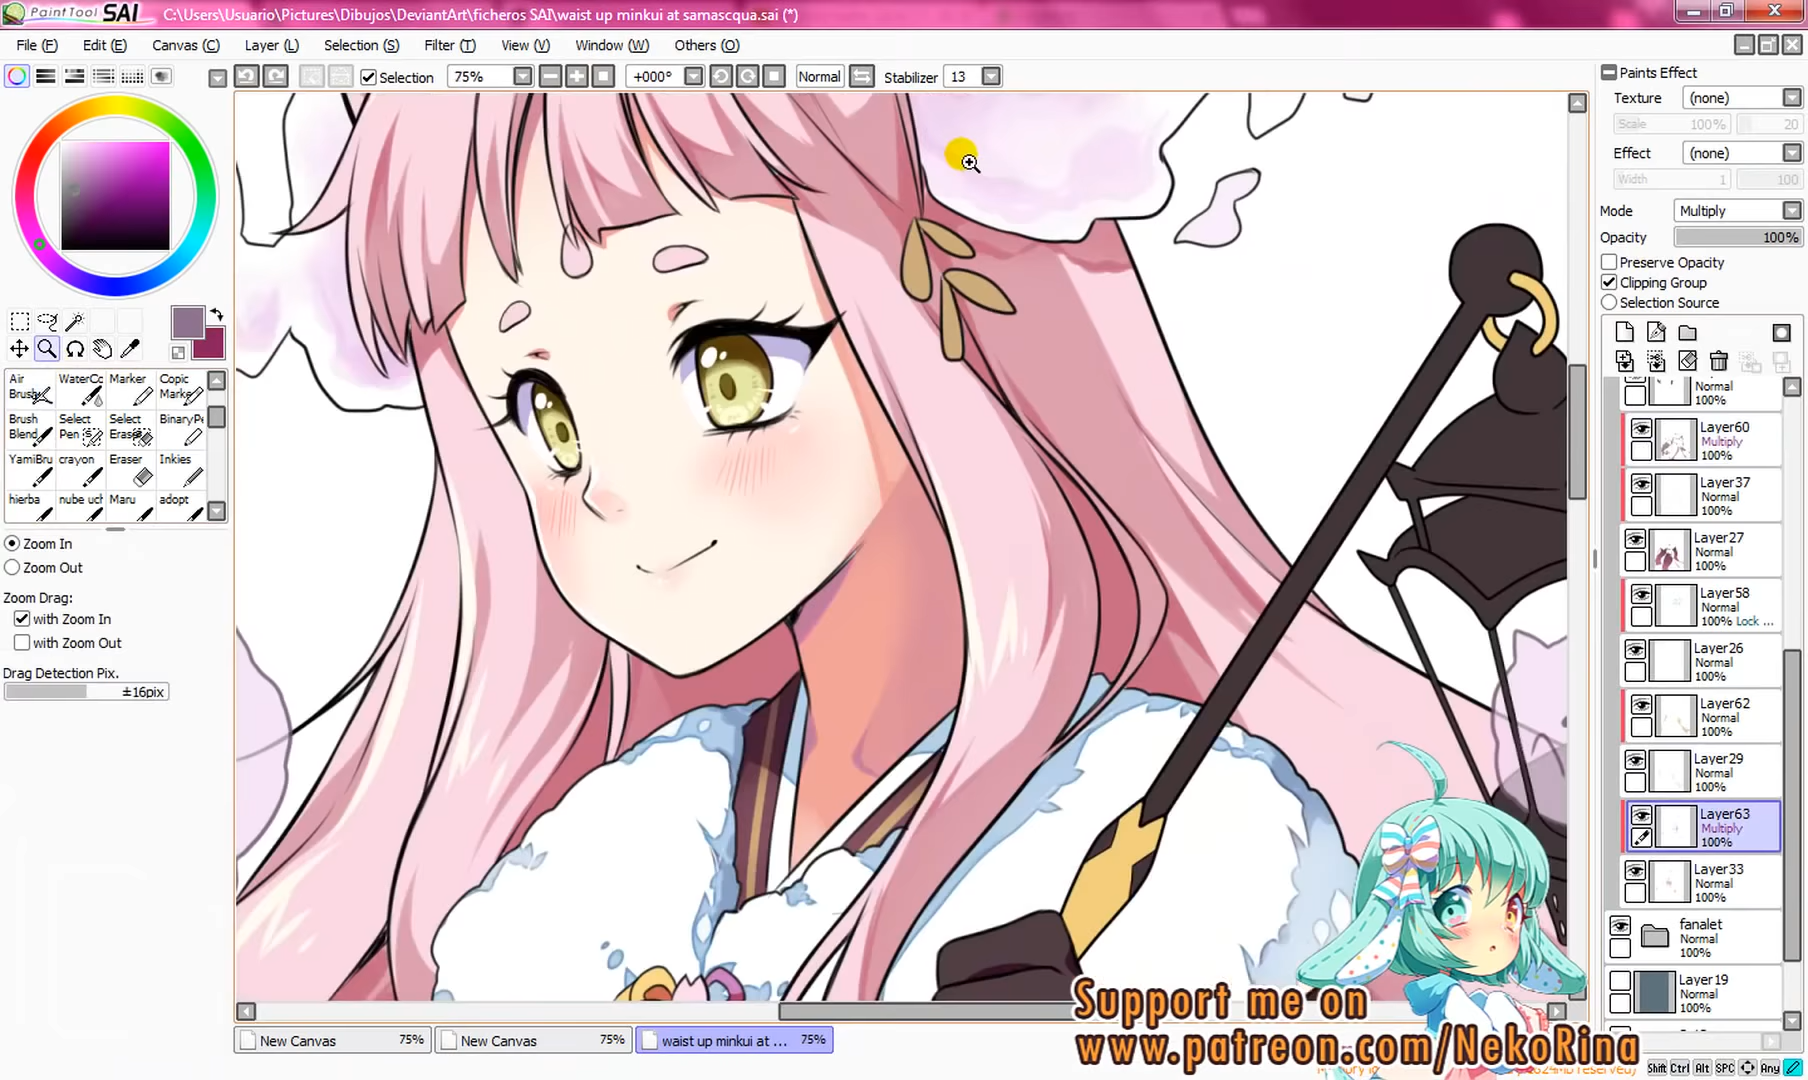 PaintTool SAI C:\Users\Usuario\Pictures\Dibujos\DeviantArt\ficheros SAI\waist up minkui at samascqua.sai (*)
File (F) Edit (E) Canvas (C) Layer (L) Selection (S) Filter (T) View (V) Window (W) Others (O)
Selection 75% +000° Normal Stabilizer 13
Paints Effect
Texture (none)
Scale 100% 20
Effect (none)
Width 1 100
Mode Multiply
Opacity 100%
Preserve Opacity
Clipping Group
Selection Source
Air Brush WaterCo Marker Copic Marke
Brush Blend Select Pen Select Eraser BinaryPe
YamiBru crayon Eraser Inkies
hierba nube uch Maru adopt
Zoom In
Zoom Out
Zoom Drag:
with Zoom In
with Zoom Out
Drag Detection Pix.
±16pix
Normal
100%
Layer60
Multiply
100%
Layer37
Normal
100%
Layer27
Normal
100%
Layer58
Normal
100% Lock ...
Layer26
Normal
100%
Layer62
Normal
100%
Layer29
Normal
100%
Layer63
Multiply
100%
Layer33
Normal
100%
fanalet
Normal
100%
Layer19
Normal
100%
Support me on
www.patreon.com/NekoRina
New Canvas 75% New Canvas 75% waist up minkui at ... 75%
Shift Ctrl Alt SPC Any